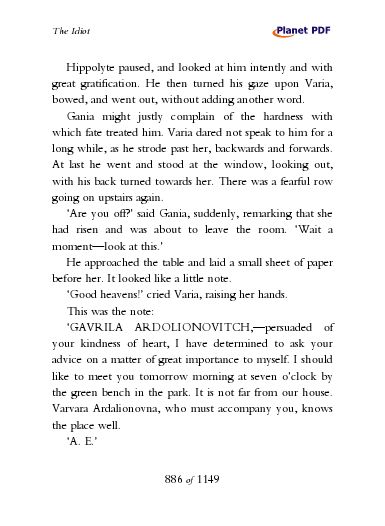 The Idiot
Planet PDF
Hippolyte paused, and looked at him intently and with
great gratification. He then turned his gaze upon Varia,
bowed, and went out, without adding another word.
Gania might justly complain of the hardness with
which fate treated him. Varia dared not speak to him for a
long while, as he strode past her, backwards and forwards.
At last he went and stood at the window, looking out,
with his back turned towards her. There was a fearful row
going on upstairs again.
'Are you off?' said Gania, suddenly, remarking that she
had risen and was about to leave the room. 'Wait a
moment—look at this.'
He approached the table and laid a small sheet of paper
before her. It looked like a little note.
'Good heavens!' cried Varia, raising her hands.
This was the note:
'GAVRILA ARDOLIONOVITCH,—persuaded of
your kindness of heart, I have determined to ask your
advice on a matter of great importance to myself. I should
like to meet you tomorrow morning at seven o'clock by
the green bench in the park. It is not far from our house.
Varvara Ardalionovna, who must accompany you, knows
the place well.
'A. E.'
886 of 1149